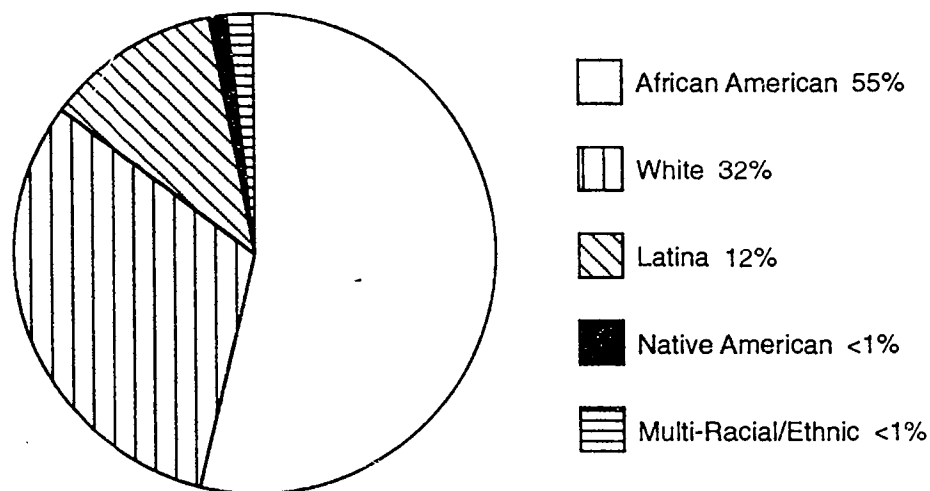 African American 55%
White 32%
Latina 12%
Native American <1%
Multi-Racial/Ethnic <1%